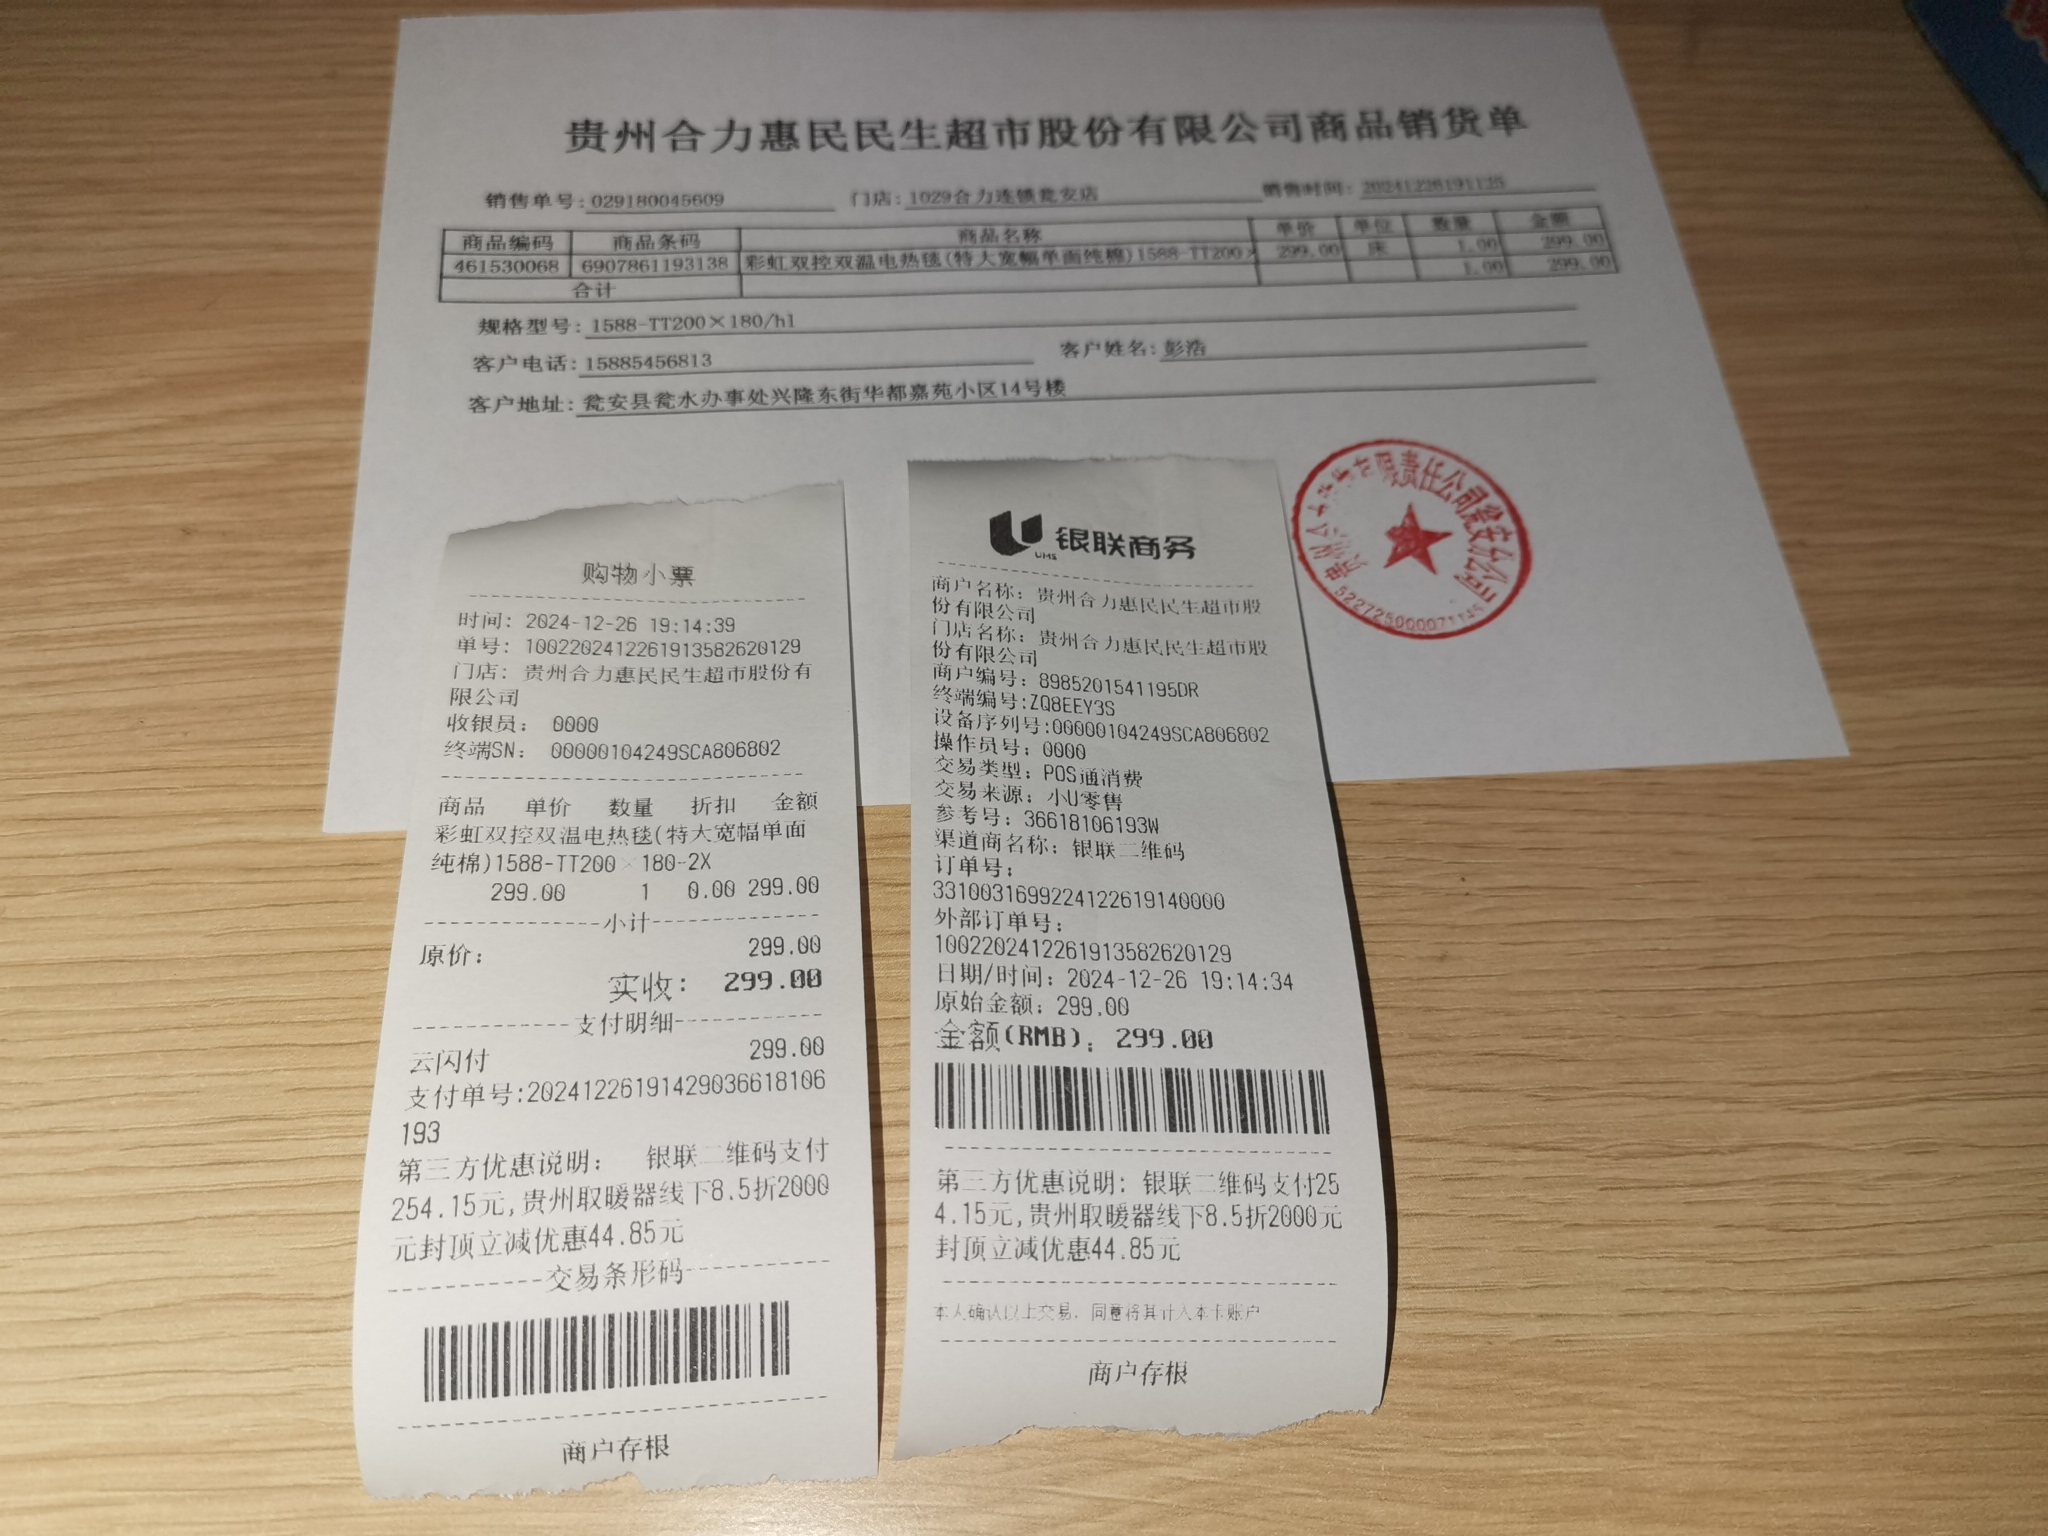 贵州合力惠民民生超市股份有限公司商品销货单
销售单号: 029180045609 门店: 1029合力连锁瓮安店 销售时间: 20241226191125
商品编码 商品条码 商品名称 单价 单位 数量 金额
461530068 6907861193138 彩虹双控双温电热毯(特大宽幅单面纯棉)1588-TT200× 299.00 床 1.00 299.00
合计 1.00 299.00
规格型号: 1588-TT200×180/h1
客户电话: 15885456813 客户姓名: 彭浩
客户地址: 瓮安县瓮水办事处兴隆东街华都嘉苑小区14号楼
限责任公司瓮安分公司
522725000071145
购物小票
时间: 2024-12-26 19:14:39
单号: 1002202412261913582620129
门店: 贵州合力惠民民生超市股份有
限公司
收银员: 0000
终端SN: 00000104249SCA806802
商品 单价 数量 折扣 金额
彩虹双控双温电热毯(特大宽幅单面
纯棉)1588-TT200×180-2X
299.00 1 0.00 299.00
小计
原价: 299.00
实收: 299.00
支付明细
云闪付 299.00
支付单号:20241226191429036618106
193
第三方优惠说明: 银联二维码支付
254.15元,贵州取暖器线下8.5折2000
元封顶立减优惠44.85元
交易条形码
商户存根
UMS 银联商务
商户名称: 贵州合力惠民民生超市股
份有限公司
门店名称: 贵州合力惠民民生超市股
份有限公司
商户编号: 8985201541195DR
终端编号:ZQ8EEY3S
设备序列号:00000104249SCA806802
操作员号: 0000
交易类型: POS通消费
交易来源: 小U零售
参考号: 36618106193W
渠道商名称: 银联二维码
订单号:
3310031699224122619140000
外部订单号:
1002202412261913582620129
日期/时间: 2024-12-26 19:14:34
原始金额: 299.00
金额(RMB): 299.00
第三方优惠说明: 银联二维码支付25
4.15元,贵州取暖器线下8.5折2000元
封顶立减优惠44.85元
本人确认以上交易, 同意将其计入本卡账户
商户存根